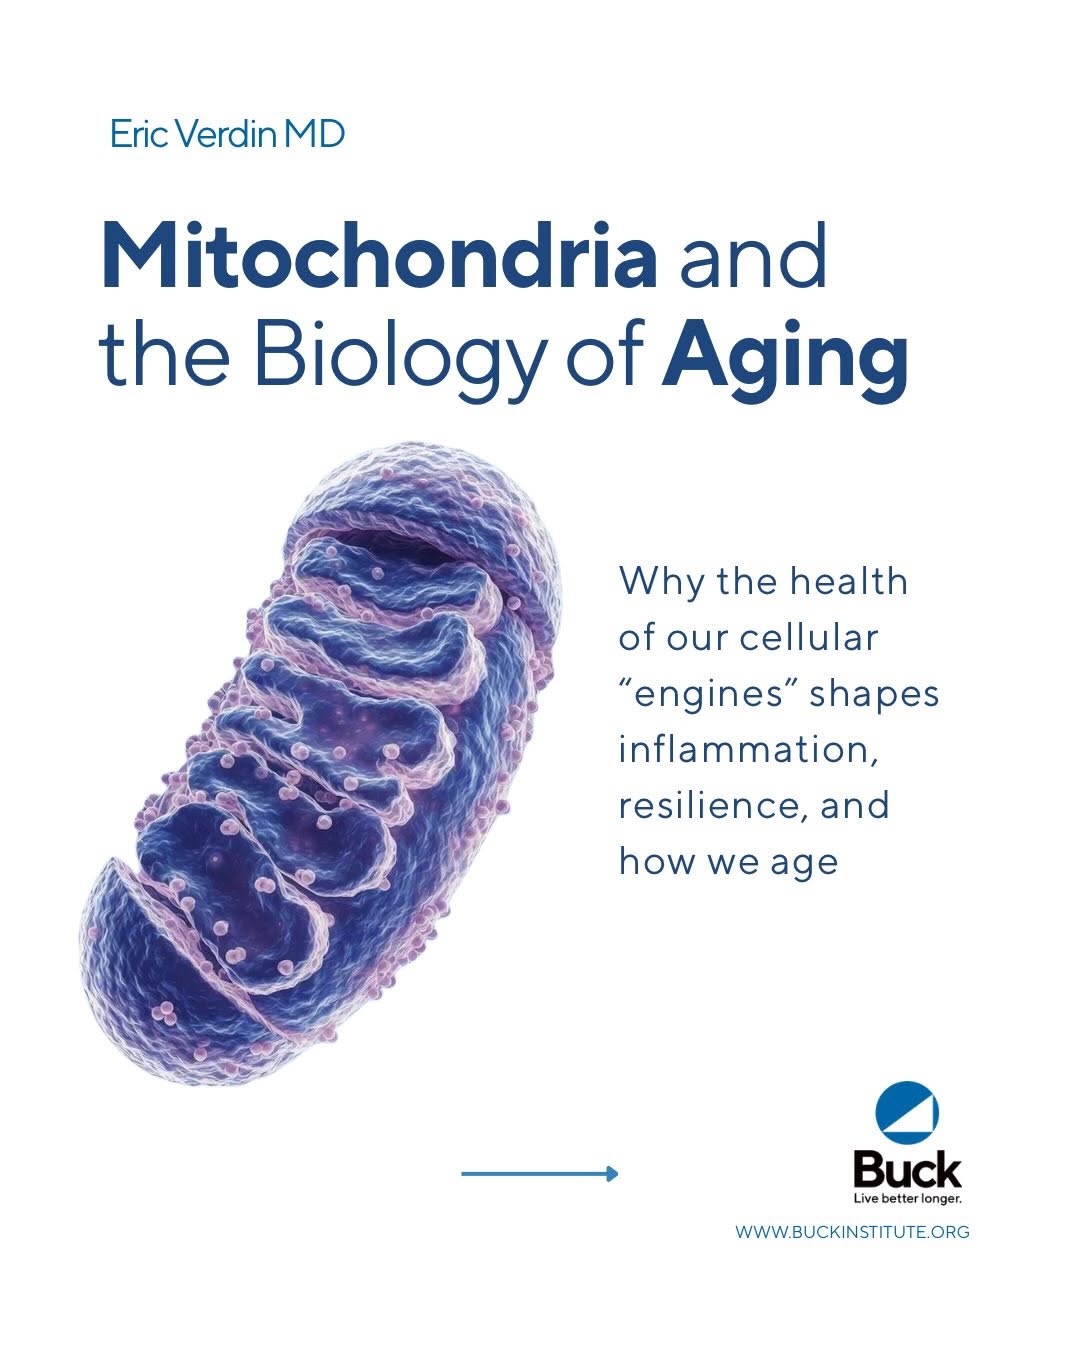 Eric Verdin MD
Mitochondria and
the Biology of Aging
Why the health
of our cellular
“engines” shapes
inflammation,
resilience, and
how we age
Buck
Live better longer.
WWW.BUCKINSTITUTE.ORG